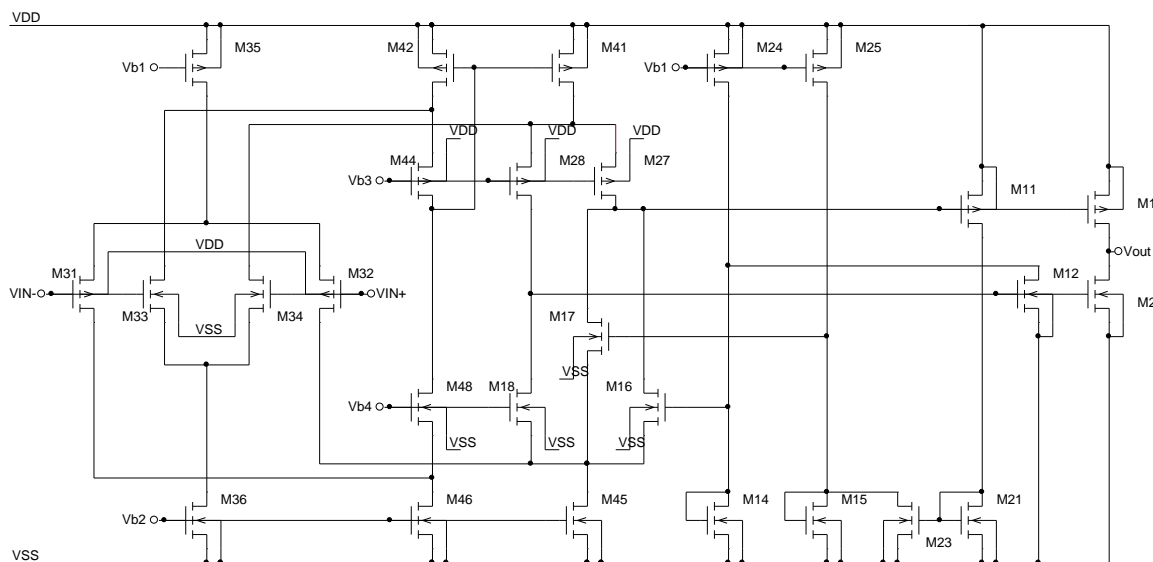 VDD
M35
M42
M41
M24
M25
Vb1
Vb1
VDD
VDD
VDD
M44
M28
M27
Vb3
M11
M1
VDD
Vout
M31
M32
M12
VIN-
VIN+
M33
M34
M2
VSS
M17
VSS
M48
M18
M16
Vb4
VSS
VSS
VSS
M36
M46
M45
M14
M15
M21
Vb2
M23
VSS